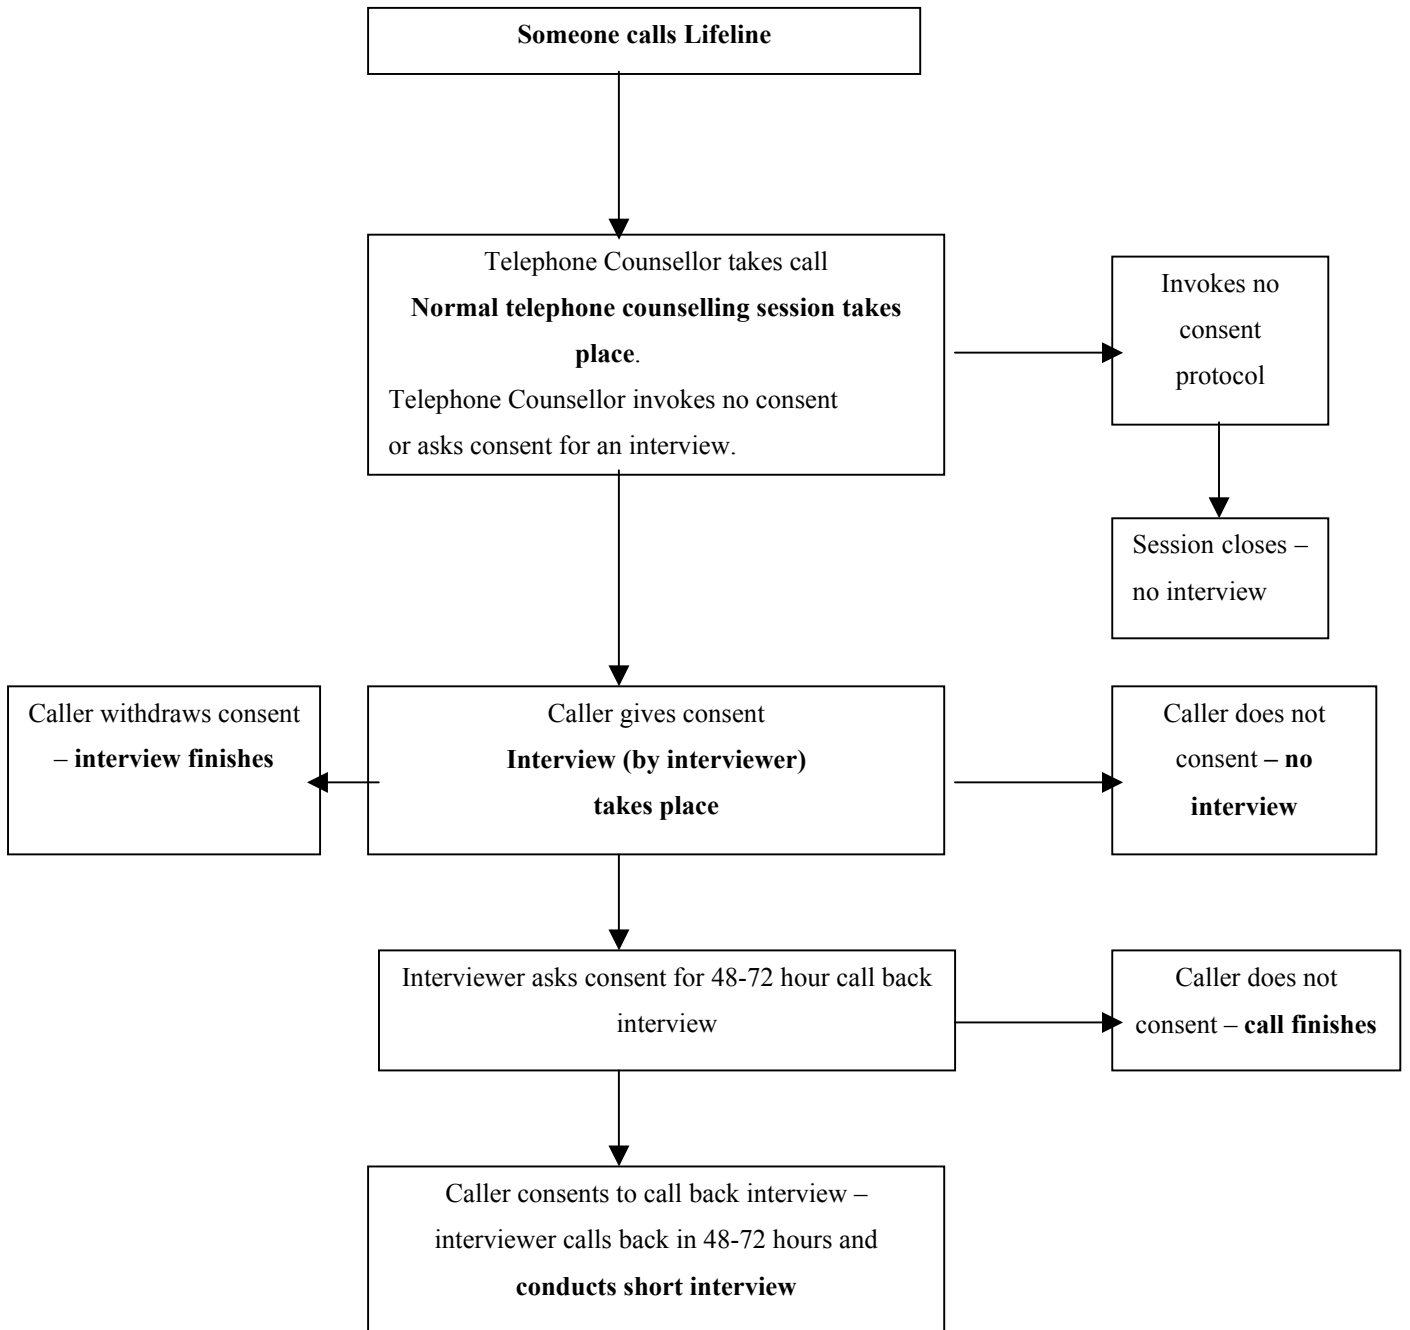 Someone calls Lifeline
Telephone Counsellor takes call
Normal telephone counselling session takes
place.
Telephone Counsellor invokes no consent
or asks consent for an interview.
Invokes no
consent
protocol
Session closes –
no interview
Caller withdraws consent
– interview finishes
Caller gives consent
Interview (by interviewer)
takes place
Caller does not
consent – no
interview
Interviewer asks consent for 48-72 hour call back
interview
Caller does not
consent – call finishes
Caller consents to call back interview –
interviewer calls back in 48-72 hours and
conducts short interview